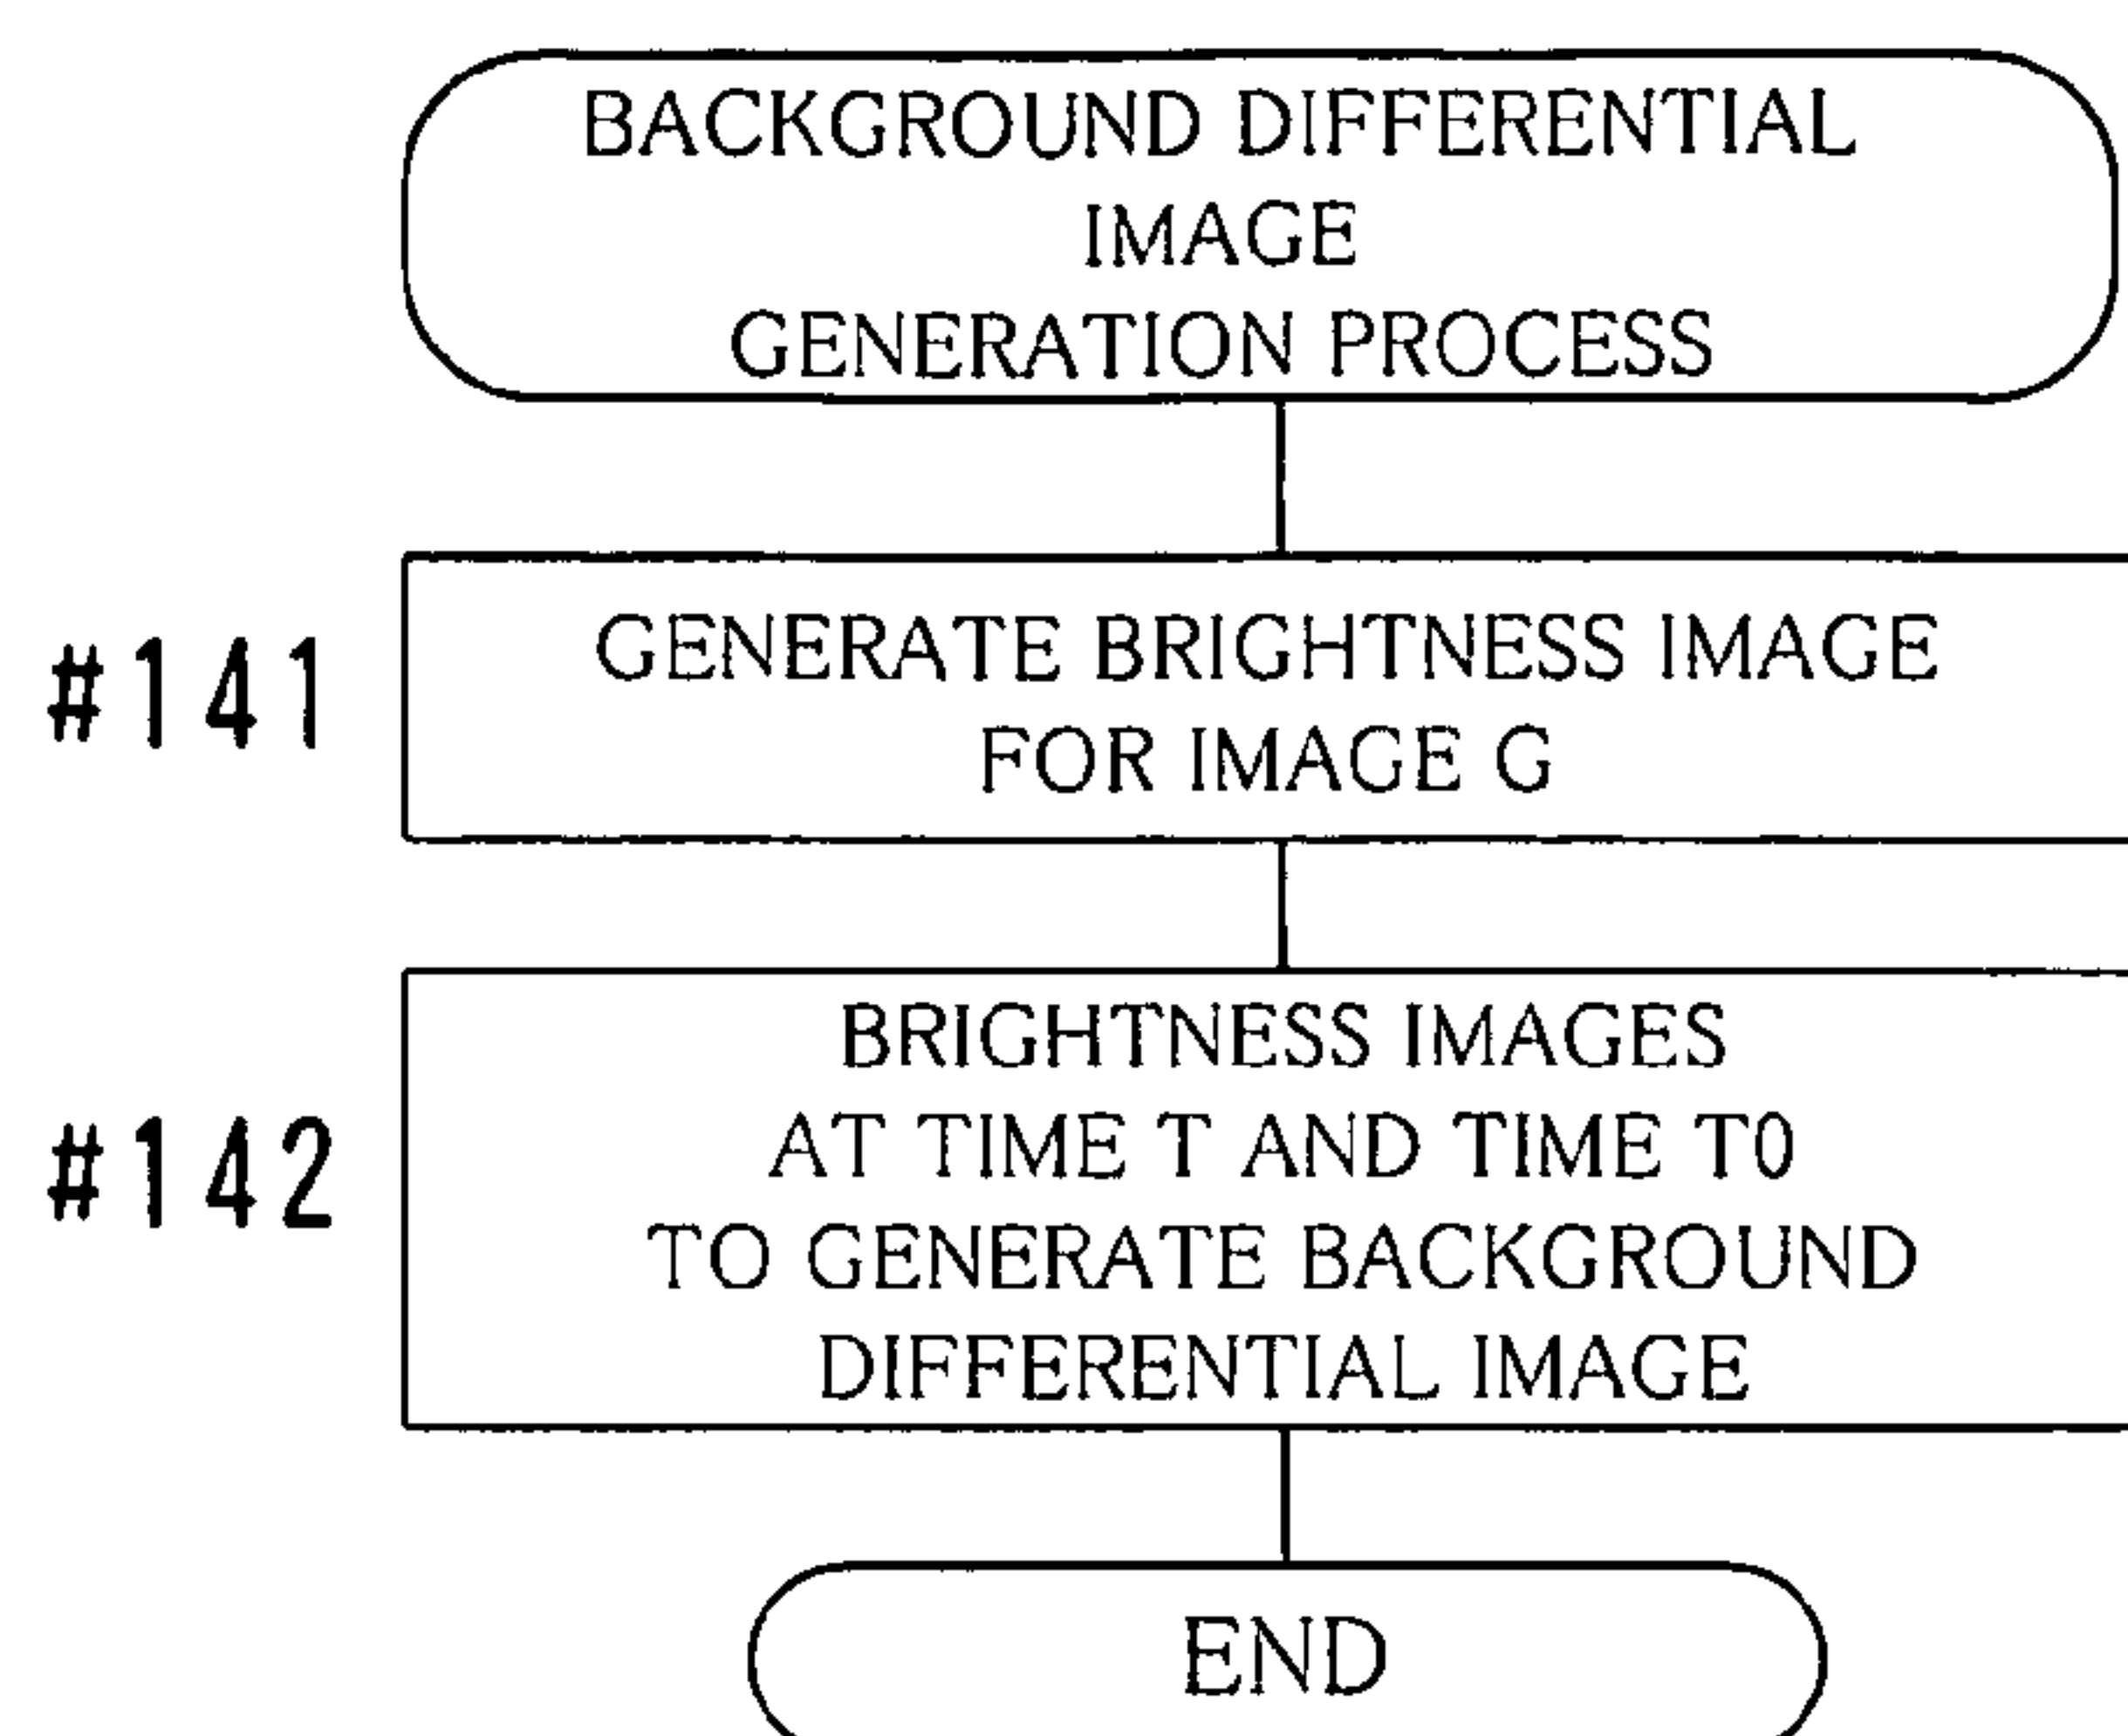 BACKGROUND DIFFERENTIAL
IMAGE
GENERATION PROCESS
#141
GENERATE BRIGHTNESS IMAGE
FOR IMAGE G
#142
BRIGHTNESS IMAGES
AT TIME T AND TIME T0
TO GENERATE BACKGROUND
DIFFERENTIAL IMAGE
END